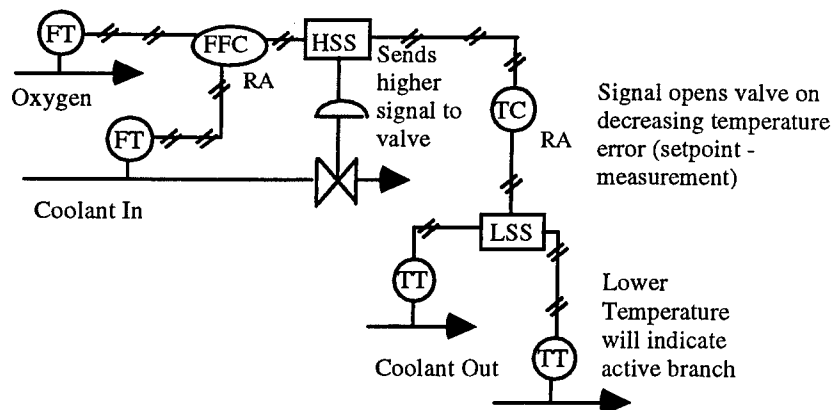 FT
FFC
HSS
RA
Sends
higher
signal to
valve
Oxygen
FT
TC
RA
Signal opens valve on
decreasing temperature
error (setpoint -
measurement)
Coolant In
LSS
TT
TT
Coolant Out
Lower
Temperature
will indicate
active branch